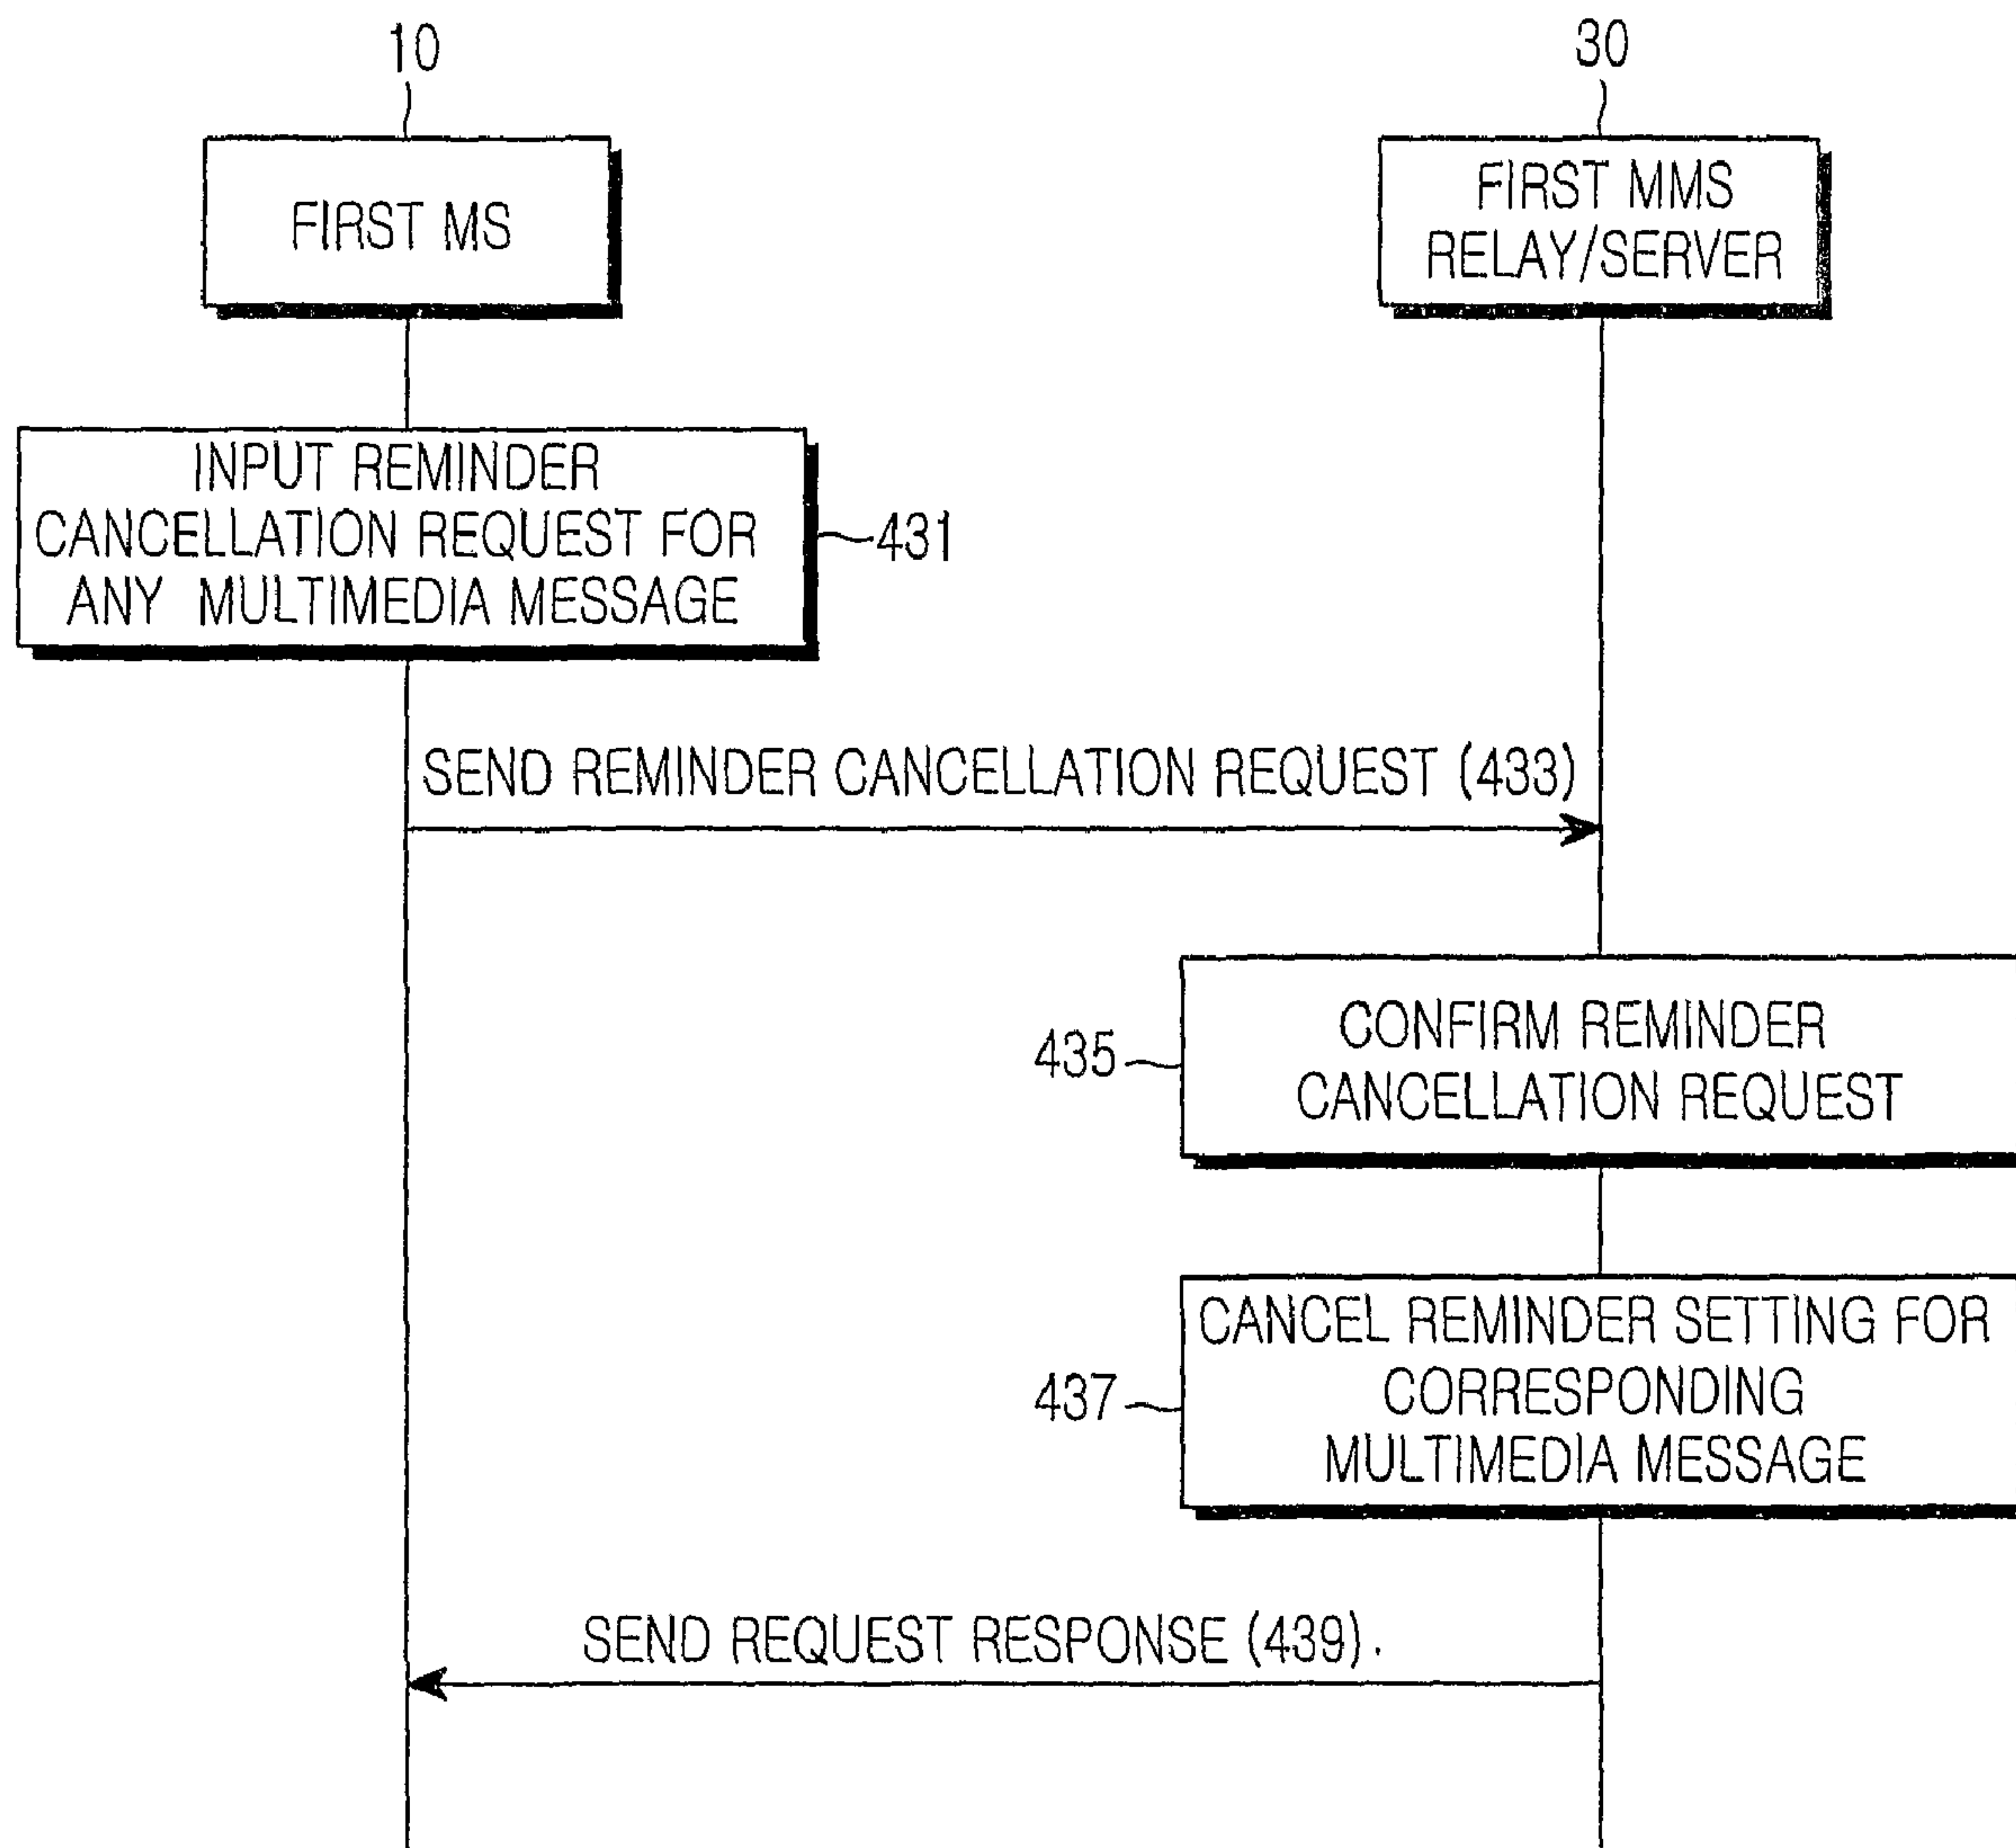 10
30
FIRST MS
FIRST MMS
RELAY/SERVER
INPUT REMINDER
CANCELLATION REQUEST FOR
ANY MULTIMEDIA MESSAGE
431
SEND REMINDER CANCELLATION REQUEST (433)
435
CONFIRM REMINDER
CANCELLATION REQUEST
437
CANCEL REMINDER SETTING FOR
CORRESPONDING
MULTIMEDIA MESSAGE
SEND REQUEST RESPONSE (439).